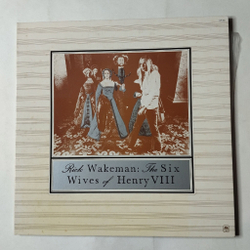 Rick Wakeman: The Six
Wives of Henry VIII